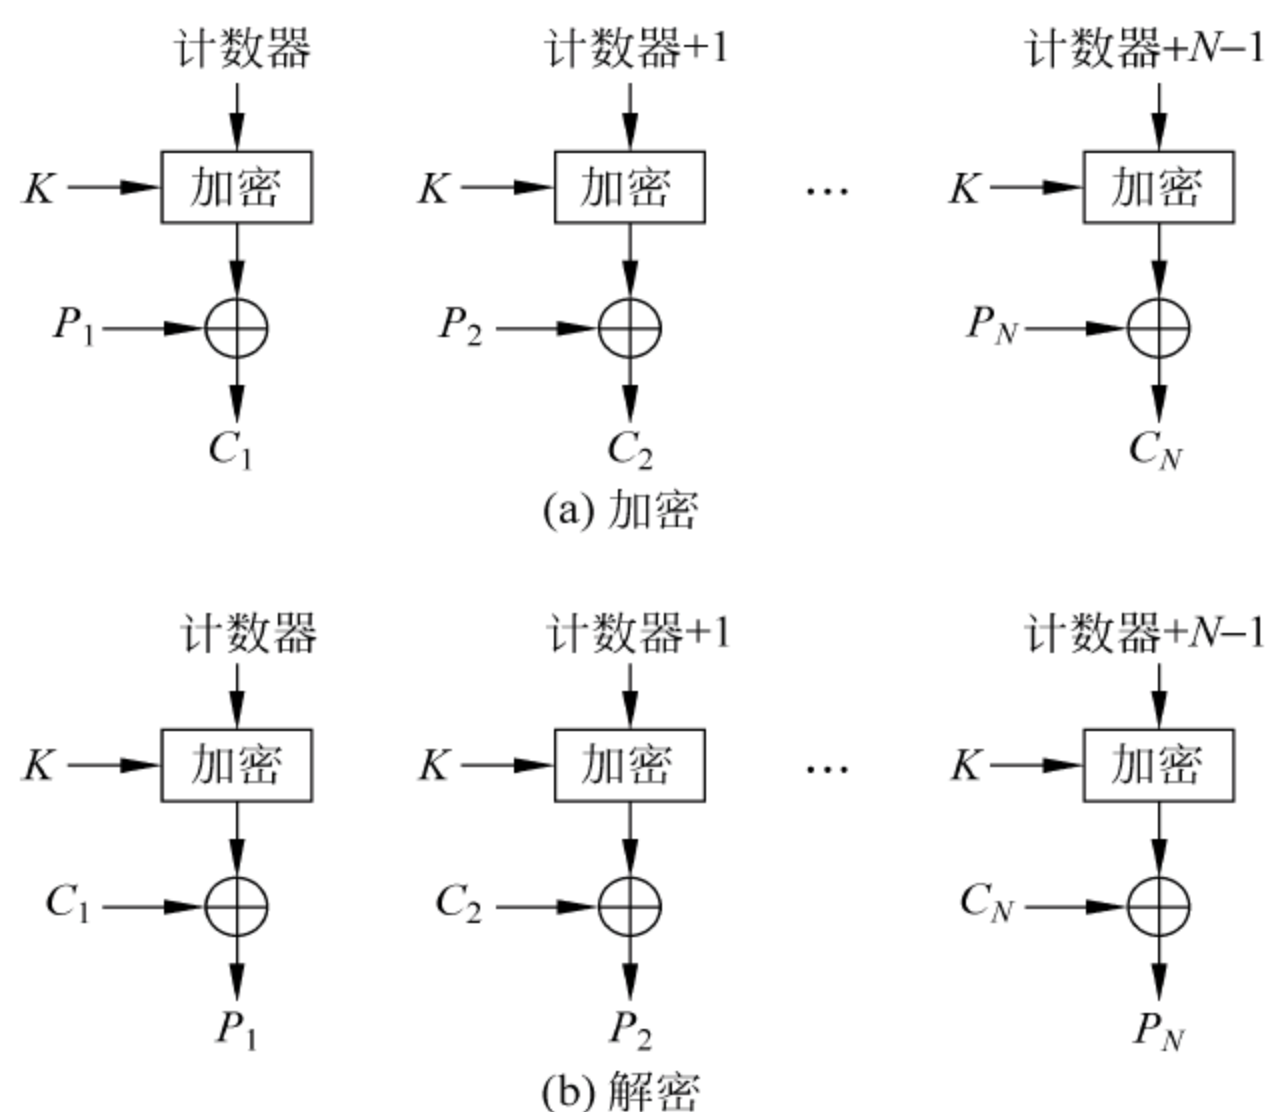 计数器 计数器+1 计数器+N−1
K 加密 K 加密 … K 加密
P1 P2 PN
C1 C2 CN
(a) 加密
计数器 计数器+1 计数器+N−1
K 加密 K 加密 … K 加密
C1 C2 CN
P1 P2 PN
(b) 解密